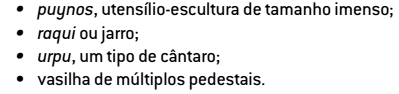 • puynos, utensílio-escultura de tamanho imenso;
• raqui ou jarro;
• urpu, um tipo de cântaro;
• vasilha de múltiplos pedestais.